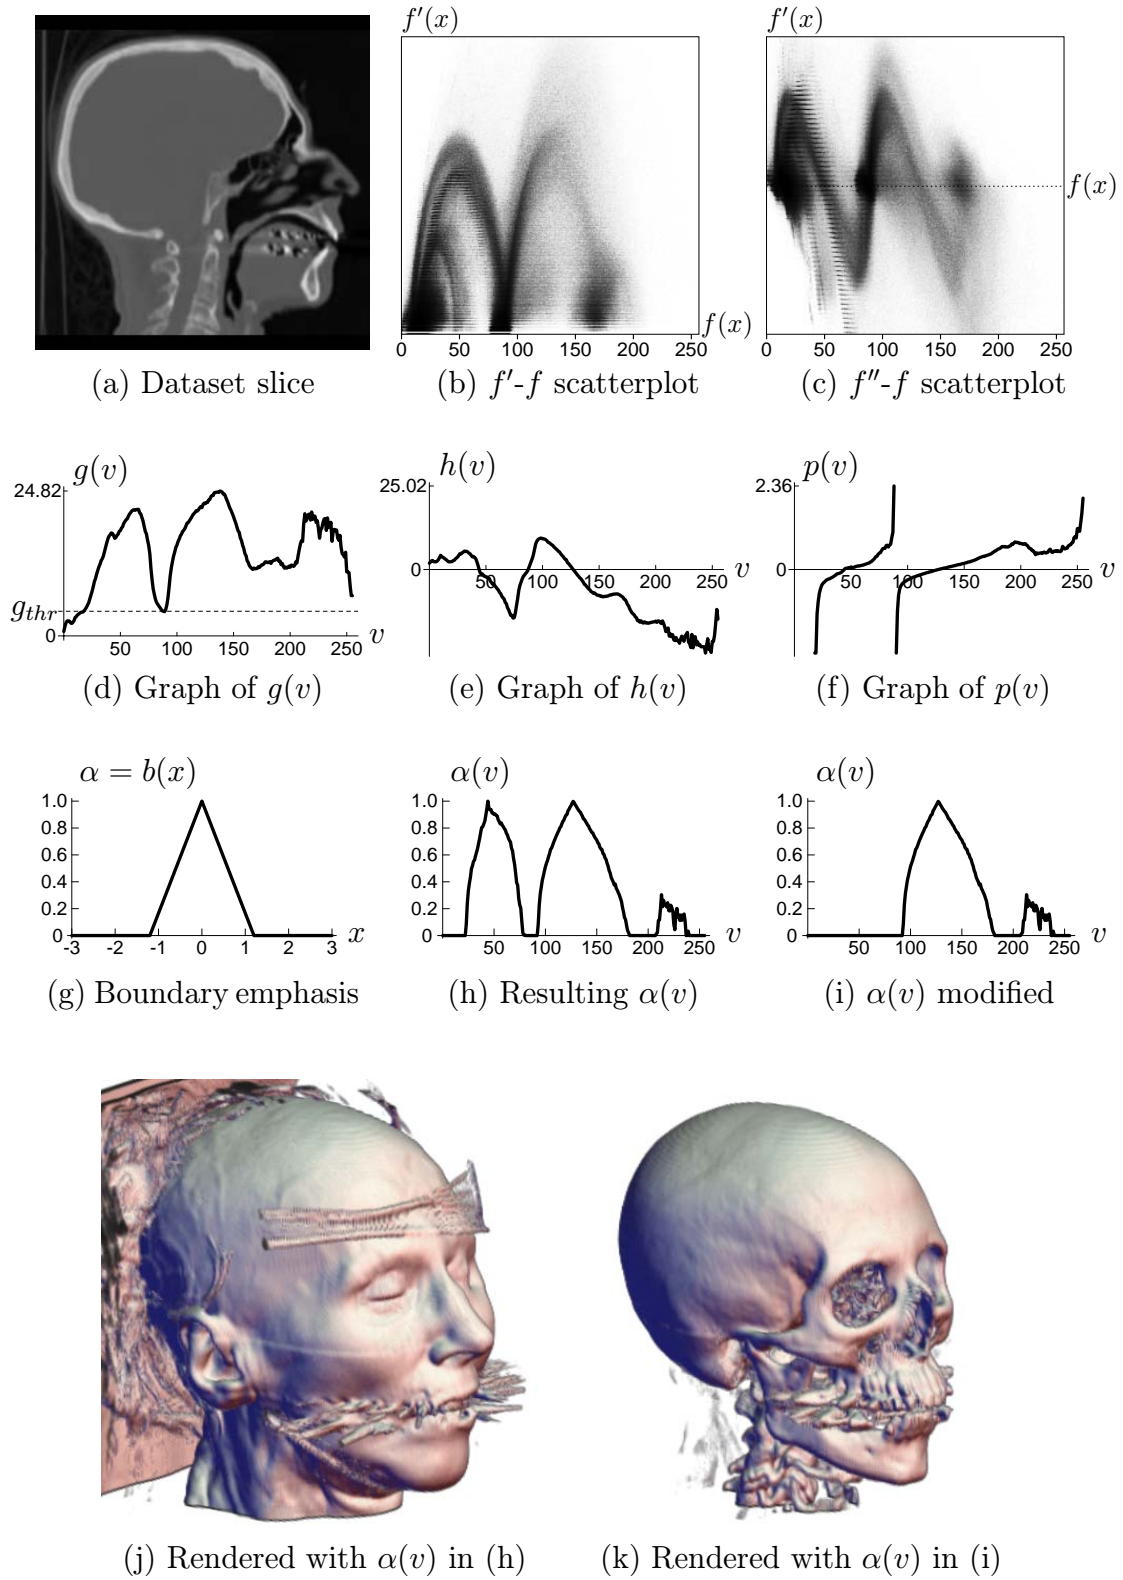 f′(x)
f′(x)
f(x)
f(x)
0 50 100 150 200 250
0 50 100 150 200 250
(a) Dataset slice
(b) f′-f scatterplot
(c) f″-f scatterplot
g(v)
24.82
g_thr
0
50 100 150 200 250
v
h(v)
25.02
0
50 100 150 200 250
v
p(v)
2.36
0
50 100 150 200 250
v
(d) Graph of g(v)
(e) Graph of h(v)
(f) Graph of p(v)
α = b(x)
1.0
0.8
0.6
0.4
0.2
0
-3 -2 -1 0 1 2 3
x
α(v)
1.0
0.8
0.6
0.4
0.2
0
50 100 150 200 250
v
α(v)
1.0
0.8
0.6
0.4
0.2
0
50 100 150 200 250
v
(g) Boundary emphasis
(h) Resulting α(v)
(i) α(v) modified
(j) Rendered with α(v) in (h)
(k) Rendered with α(v) in (i)